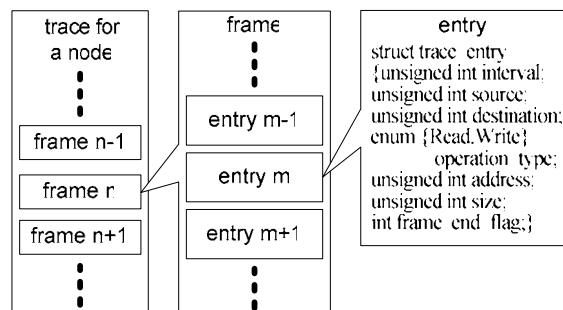 trace for
a node
frame n-1
frame n
frame n+1
frame
entry m-1
entry m
entry m+1
entry
struct trace entry
{unsigned int interval;
unsigned int source;
unsigned int destination;
enum {Read.Write}
operation type;
unsigned int address;
unsigned int size;
int frame end flag;}